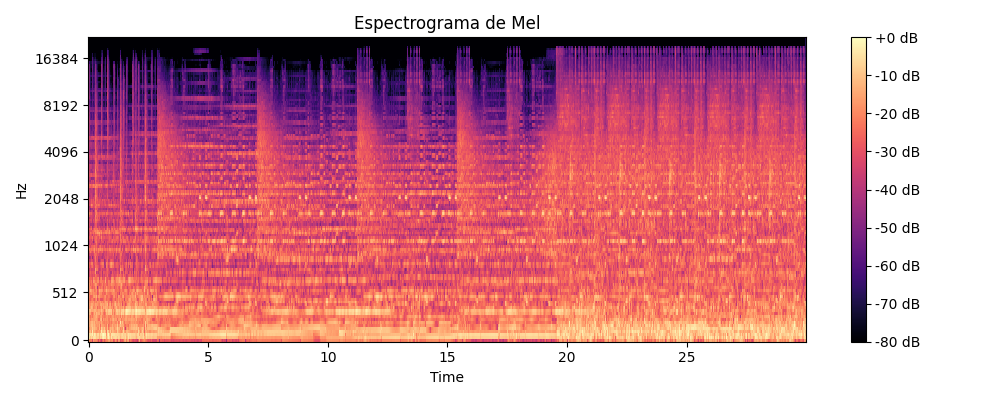 Espectrograma de Mel
Hz
16384
8192
4096
2048
1024
512
0
0 5 10 15 20 25
Time
+0 dB
-10 dB
-20 dB
-30 dB
-40 dB
-50 dB
-60 dB
-70 dB
-80 dB